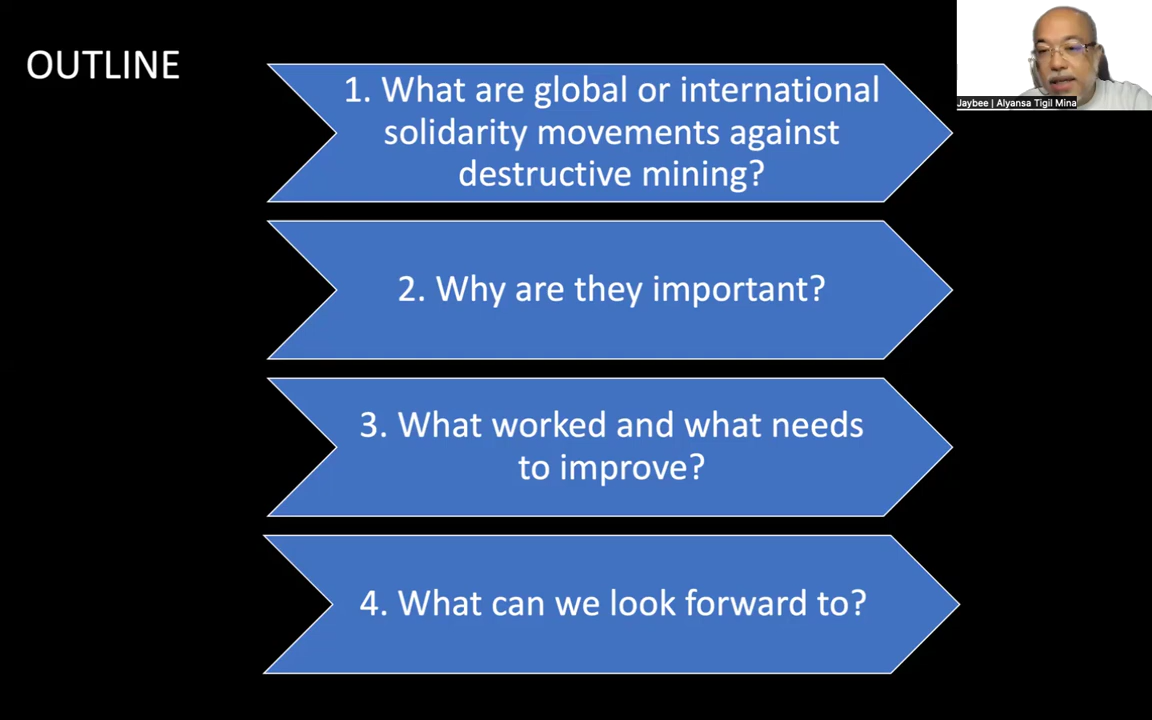 OUTLINE
1. What are global or international
solidarity movements against
destructive mining?
2. Why are they important?
3. What worked and what needs
to improve?
4. What can we look forward to?
Jaybee | Alyansa Tigil Mina